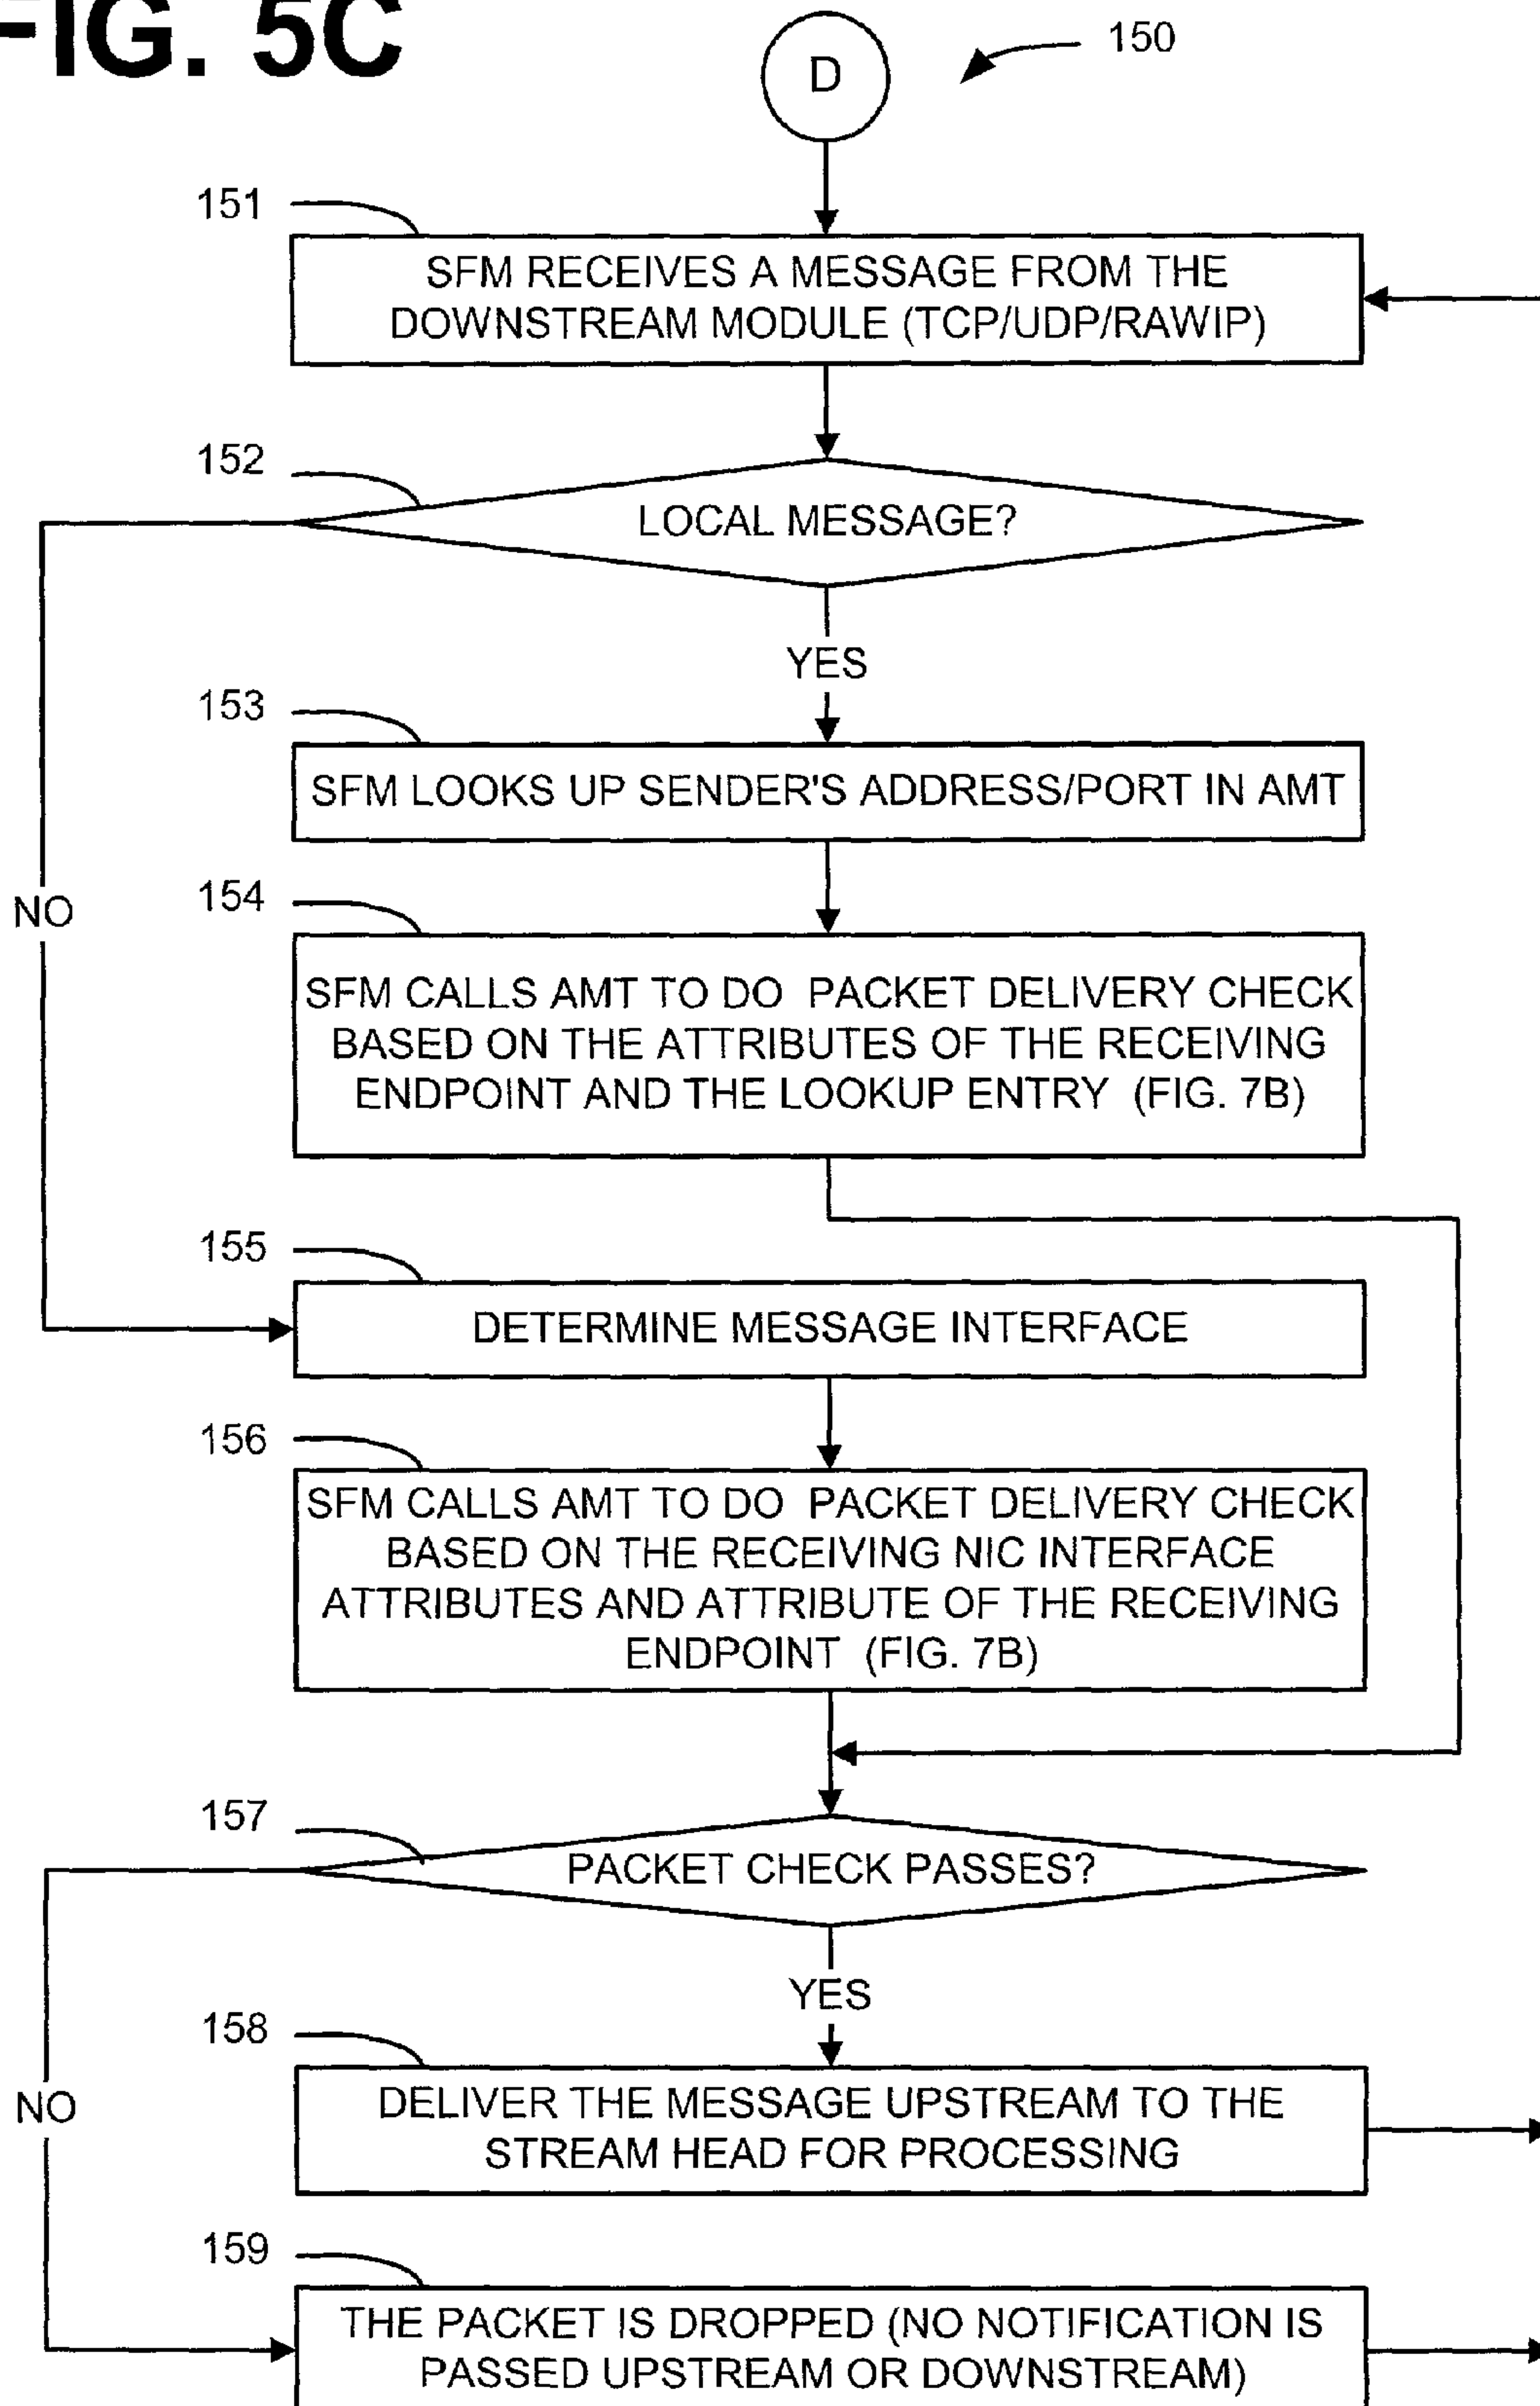 FIG. 5C
D
150
151
SFM RECEIVES A MESSAGE FROM THE
DOWNSTREAM MODULE (TCP/UDP/RAWIP)
152
LOCAL MESSAGE?
YES
153
SFM LOOKS UP SENDER'S ADDRESS/PORT IN AMT
NO
154
SFM CALLS AMT TO DO PACKET DELIVERY CHECK
BASED ON THE ATTRIBUTES OF THE RECEIVING
ENDPOINT AND THE LOOKUP ENTRY (FIG. 7B)
155
DETERMINE MESSAGE INTERFACE
156
SFM CALLS AMT TO DO PACKET DELIVERY CHECK
BASED ON THE RECEIVING NIC INTERFACE
ATTRIBUTES AND ATTRIBUTE OF THE RECEIVING
ENDPOINT (FIG. 7B)
157
PACKET CHECK PASSES?
YES
158
DELIVER THE MESSAGE UPSTREAM TO THE
STREAM HEAD FOR PROCESSING
NO
159
THE PACKET IS DROPPED (NO NOTIFICATION IS
PASSED UPSTREAM OR DOWNSTREAM)